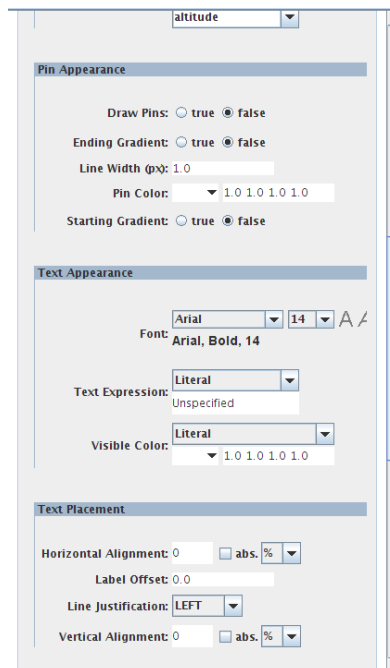 altitude
Pin Appearance
Draw Pins: true false
Ending Gradient: true false
Line Width (px): 1.0
Pin Color: 1.0 1.0 1.0 1.0
Starting Gradient: true false
Text Appearance
Font: Arial 14 A A
Arial, Bold, 14
Text Expression: Literal
Unspecified
Visible Color: Literal
1.0 1.0 1.0 1.0
Text Placement
Horizontal Alignment: 0 abs. %
Label Offset: 0.0
Line Justification: LEFT
Vertical Alignment: 0 abs. %